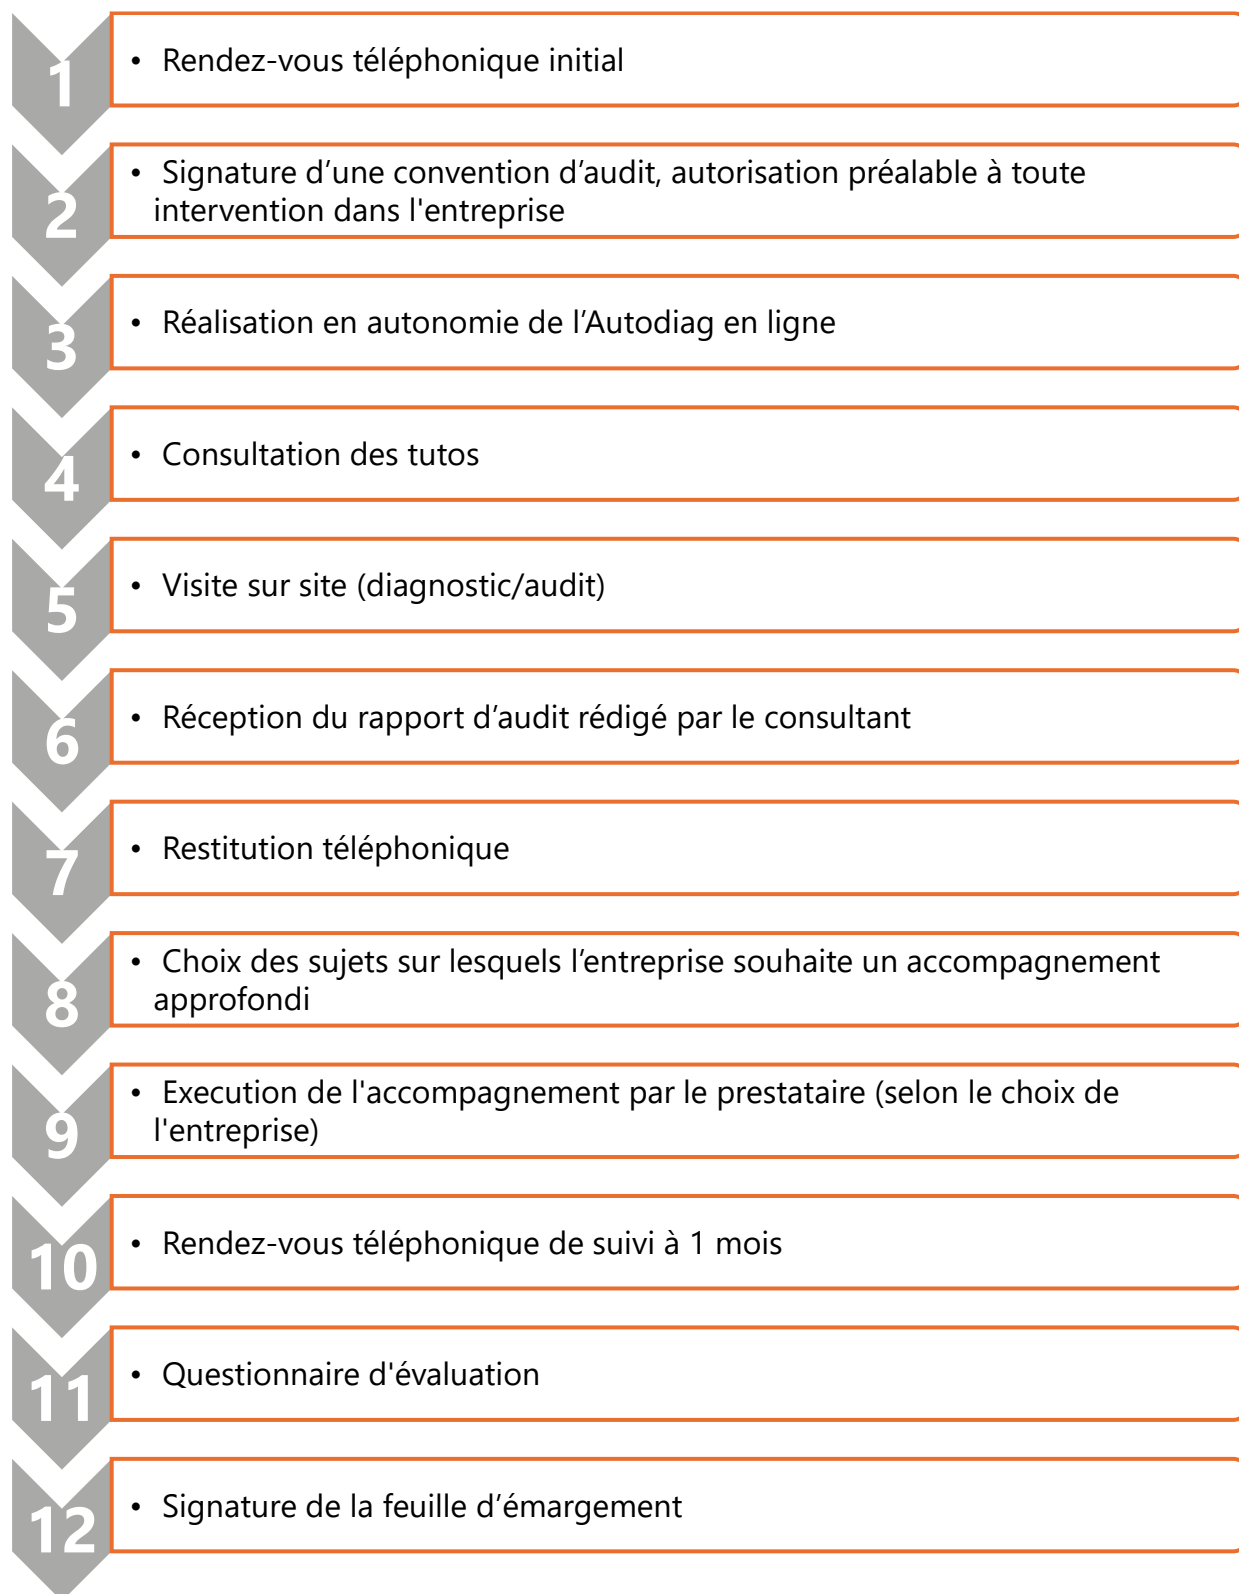 1
• Rendez-vous téléphonique initial
2
• Signature d’une convention d’audit, autorisation préalable à toute
intervention dans l'entreprise
3
• Réalisation en autonomie de l’Autodiag en ligne
4
• Consultation des tutos
5
• Visite sur site (diagnostic/audit)
6
• Réception du rapport d’audit rédigé par le consultant
7
• Restitution téléphonique
8
• Choix des sujets sur lesquels l’entreprise souhaite un accompagnement
approfondi
9
• Execution de l'accompagnement par le prestataire (selon le choix de
l'entreprise)
10
• Rendez-vous téléphonique de suivi à 1 mois
11
• Questionnaire d'évaluation
12
• Signature de la feuille d’émargement